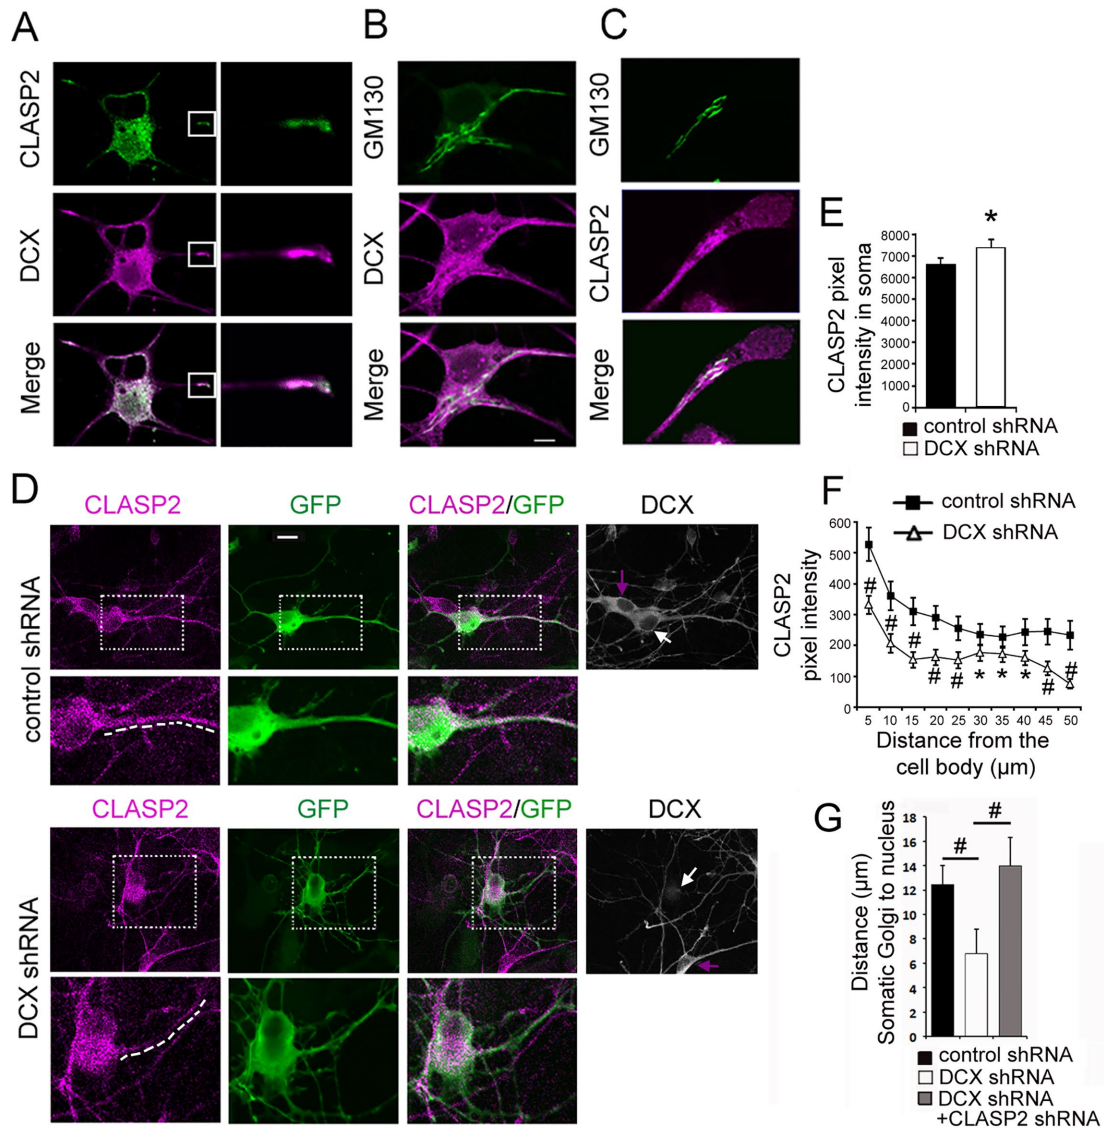 A
CLASP2
DCX
Merge
B
GM130
DCX
Merge
C
GM130
CLASP2
Merge
D
control shRNA
CLASP2
GFP
CLASP2/GFP
DCX
DCX shRNA
CLASP2
GFP
CLASP2/GFP
DCX
E
CLASP2 pixel
intensity in soma
8000
7000
6000
5000
4000
3000
2000
1000
0
*
control shRNA
DCX shRNA
F
control shRNA
DCX shRNA
CLASP2
pixel intensity
600
500
400
300
200
100
0
# # # # # * * * # #
5 10 15 20 25 30 35 40 45 50
Distance from the
cell body (µm)
G
Distance (µm)
Somatic Golgi to nucleus
18
16
14
12
10
8
6
4
2
0
# #
control shRNA
DCX shRNA
DCX shRNA
+CLASP2 shRNA